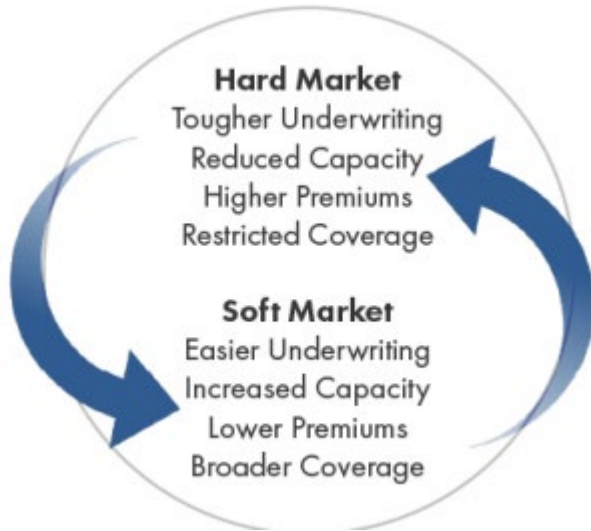 Hard Market
Tougher Underwriting
Reduced Capacity
Higher Premiums
Restricted Coverage
Soft Market
Easier Underwriting
Increased Capacity
Lower Premiums
Broader Coverage